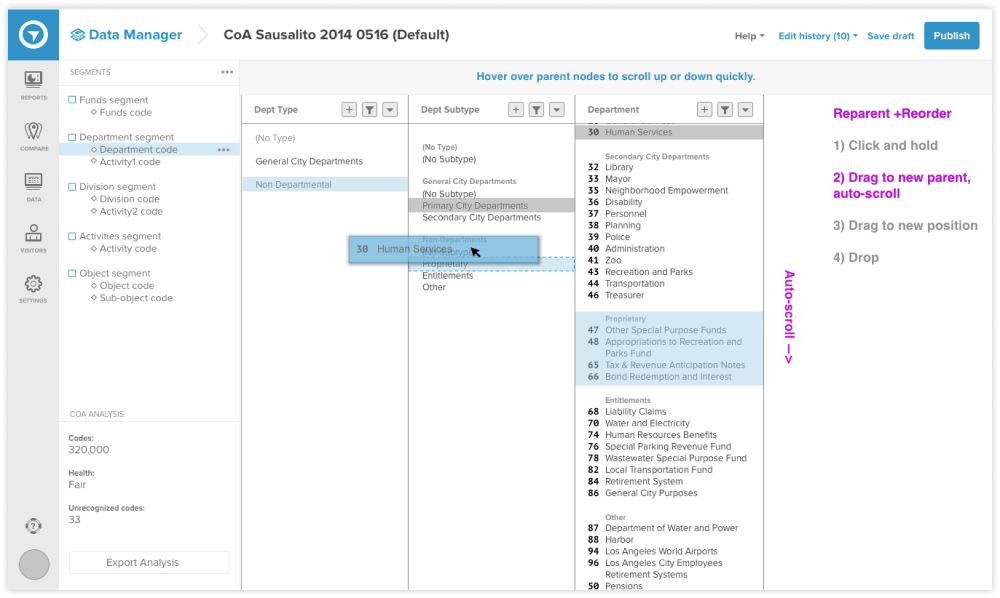 Data Manager
CoA Sausalito 2014 0516 (Default)
Help
Edit history (10)
Save draft
Publish
REPORTS
COMPARE
DATA
VISITORS
SETTINGS
?
SEGMENTS
Funds segment
Funds code
Department segment
Department code
Activity1 code
Division segment
Division code
Activity2 code
Activities segment
Activity code
Object segment
Object code
Sub-object code
COA ANALYSIS
Codes:
320,000
Health:
Fair
Unrecognized codes:
33
Export Analysis
Hover over parent nodes to scroll up or down quickly.
Dept Type
(No Type)
General City Departments
Non Departmental
Dept Subtype
(No Type)
(No Subtype)
General City Departments
(No Subtype)
Primary City Departments
Secondary City Departments
Non-Departments
(No Subtype)
30 Human Services
Proprietary
Entitlements
Other
Department
30 Human Services
Secondary City Departments
32 Library
33 Mayor
35 Neighborhood Empowerment
36 Disability
37 Personnel
38 Planning
39 Police
40 Administration
41 Zoo
43 Recreation and Parks
44 Transportation
46 Treasurer
Proprietary
47 Other Special Purpose Funds
48 Appropriations to Recreation and
Parks Fund
65 Tax & Revenue Anticipation Notes
66 Bond Redemption and Interest
Entitlements
68 Liability Claims
70 Water and Electricity
74 Human Resources Benefits
76 Special Parking Revenue Fund
78 Wastewater Special Purpose Fund
82 Local Transportation Fund
84 Retirement System
86 General City Purposes
Other
87 Department of Water and Power
88 Harbor
94 Los Angeles World Airports
96 Los Angeles City Employees
Retirement Systems
50 Pensions
Auto-scroll —>
Reparent +Reorder
1) Click and hold
2) Drag to new parent,
auto-scroll
3) Drag to new position
4) Drop